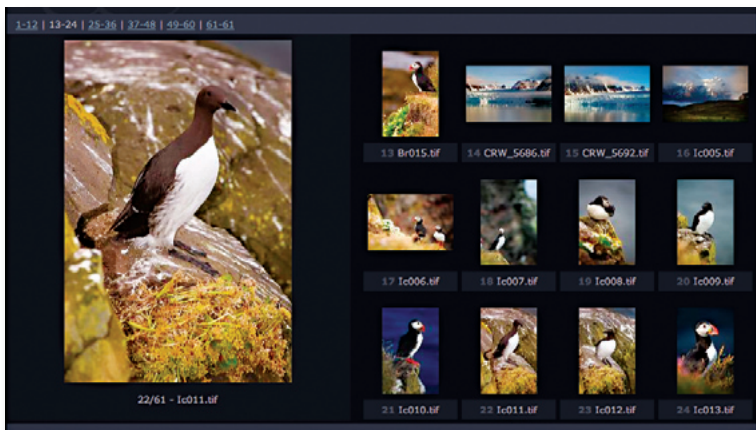 1-12 | 13-24 | 25-36 | 37-48 | 49-60 | 61-61
13 Br015.tif
14 CRW_5686.tif
15 CRW_5692.tif
16 Ic005.tif
17 Ic006.tif
18 Ic007.tif
19 Ic008.tif
20 Ic009.tif
21 Ic010.tif
22 Ic011.tif
23 Ic012.tif
24 Ic013.tif
22/61 - Ic011.tif